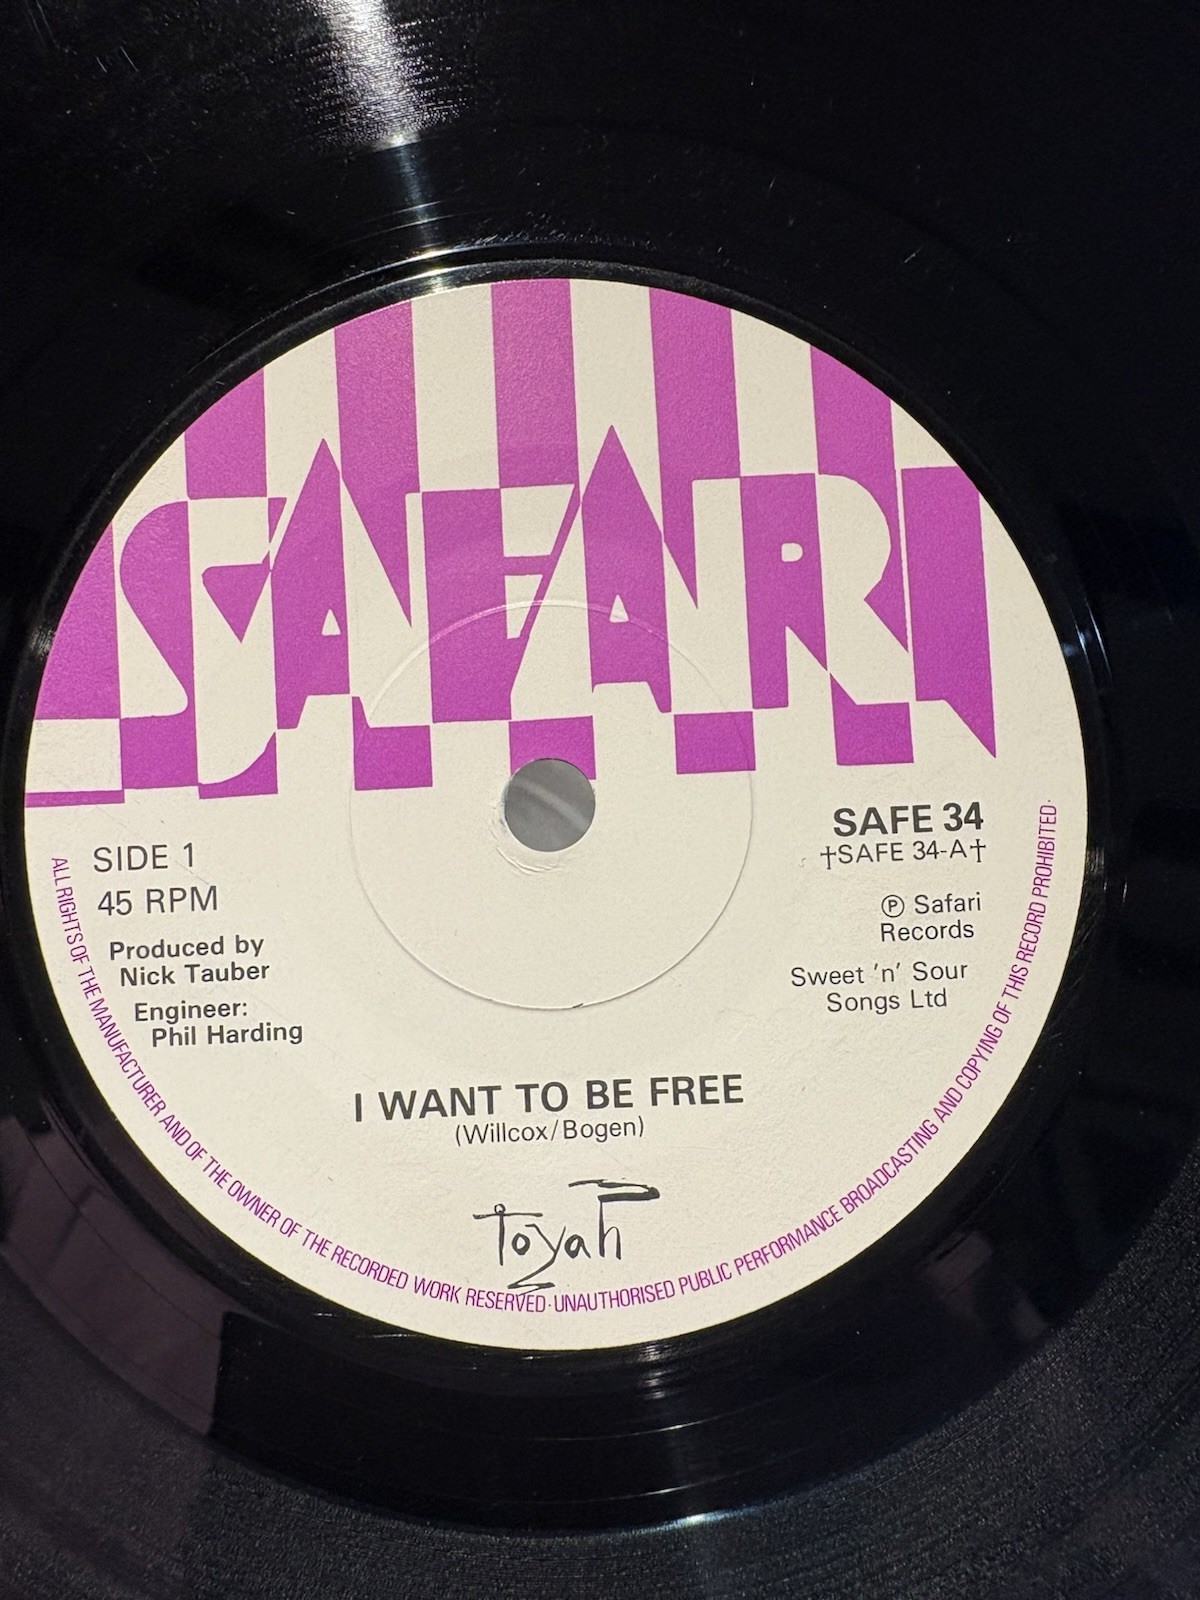 SAFARI
SIDE 1
45 RPM
Produced by
Nick Tauber
Engineer:
Phil Harding
SAFE 34
†SAFE 34-A†
Ⓟ Safari
Records
Sweet 'n' Sour
Songs Ltd
I WANT TO BE FREE
(Willcox/Bogen)
Toyah
ALL RIGHTS OF THE MANUFACTURER AND OF THE OWNER OF THE RECORDED WORK RESERVED · UNAUTHORISED PUBLIC PERFORMANCE BROADCASTING AND COPYING OF THIS RECORD PROHIBITED ·